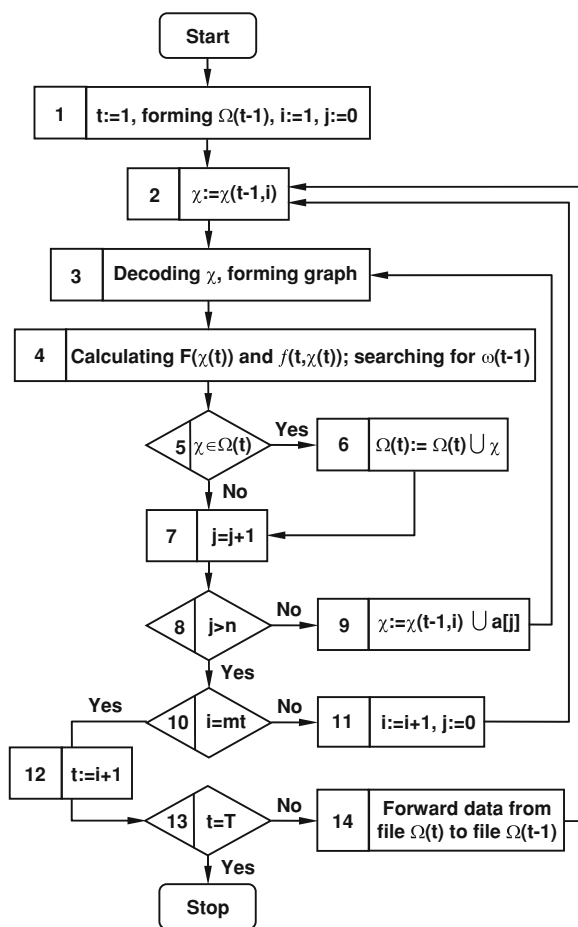 Start
1 t:=1, forming Ω(t-1), i:=1, j:=0
2 χ:=χ(t-1,i)
3 Decoding χ, forming graph
4 Calculating F(χ(t)) and f(t,χ(t)); searching for ω(t-1)
5 χ∈Ω(t)
Yes
6 Ω(t):= Ω(t) ∪ χ
No
7 j=j+1
8 j>n
No
9 χ:=χ(t-1,i) ∪ a[j]
Yes
Yes
10 i=mt
No
11 i:=i+1, j:=0
12 t:=i+1
13 t=T
No
14 Forward data from
file Ω(t) to file Ω(t-1)
Yes
Stop